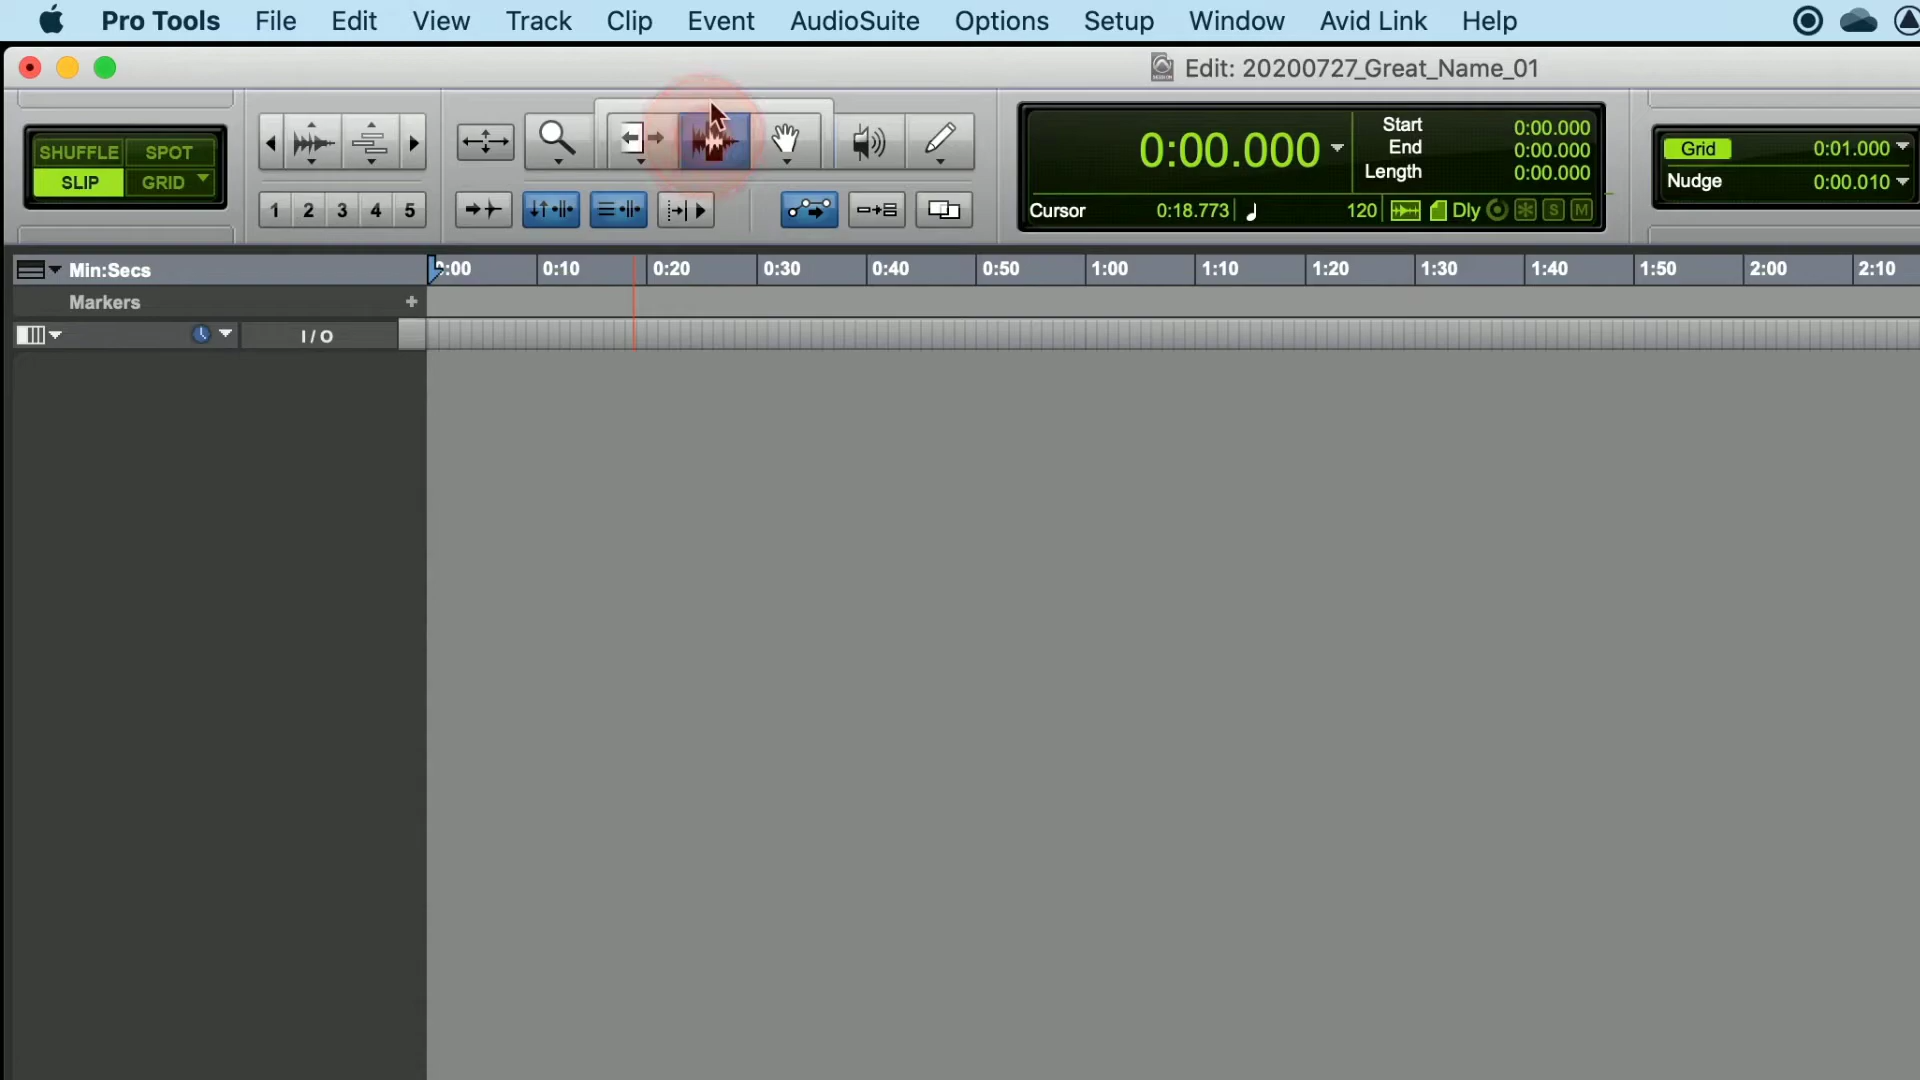 Pro Tools File Edit View Track Clip Event AudioSuite Options Setup Window Avid Link Help
Edit: 20200727_Great_Name_01
SHUFFLE SPOT
SLIP GRID
1 2 3 4 5
0:00.000
Start 0:00.000
End 0:00.000
Length 0:00.000
Cursor 0:18.773 120 Dly S M
Grid 0:01.000
Nudge 0:00.010
Min:Secs 0:00 0:10 0:20 0:30 0:40 0:50 1:00 1:10 1:20 1:30 1:40 1:50 2:00 2:10
Markers +
I / O